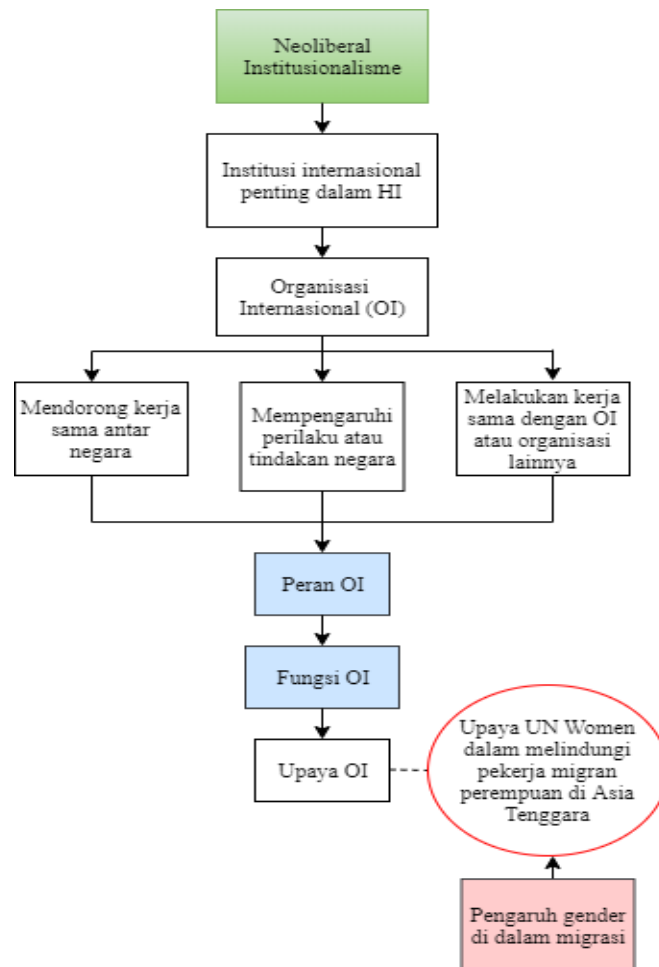 Neoliberal
Institusionalisme
Institusi internasional
penting dalam HI
Organisasi
Internasional (OI)
Mendorong kerja
sama antar
negara
Mempengaruhi
perilaku atau
tindakan negara
Melakukan kerja
sama dengan OI
atau organisasi
lainnya
Peran OI
Fungsi OI
Upaya OI
Upaya UN Women
dalam melindungi
pekerja migran
perempuan di Asia
Tenggara
Pengaruh gender
di dalam migrasi